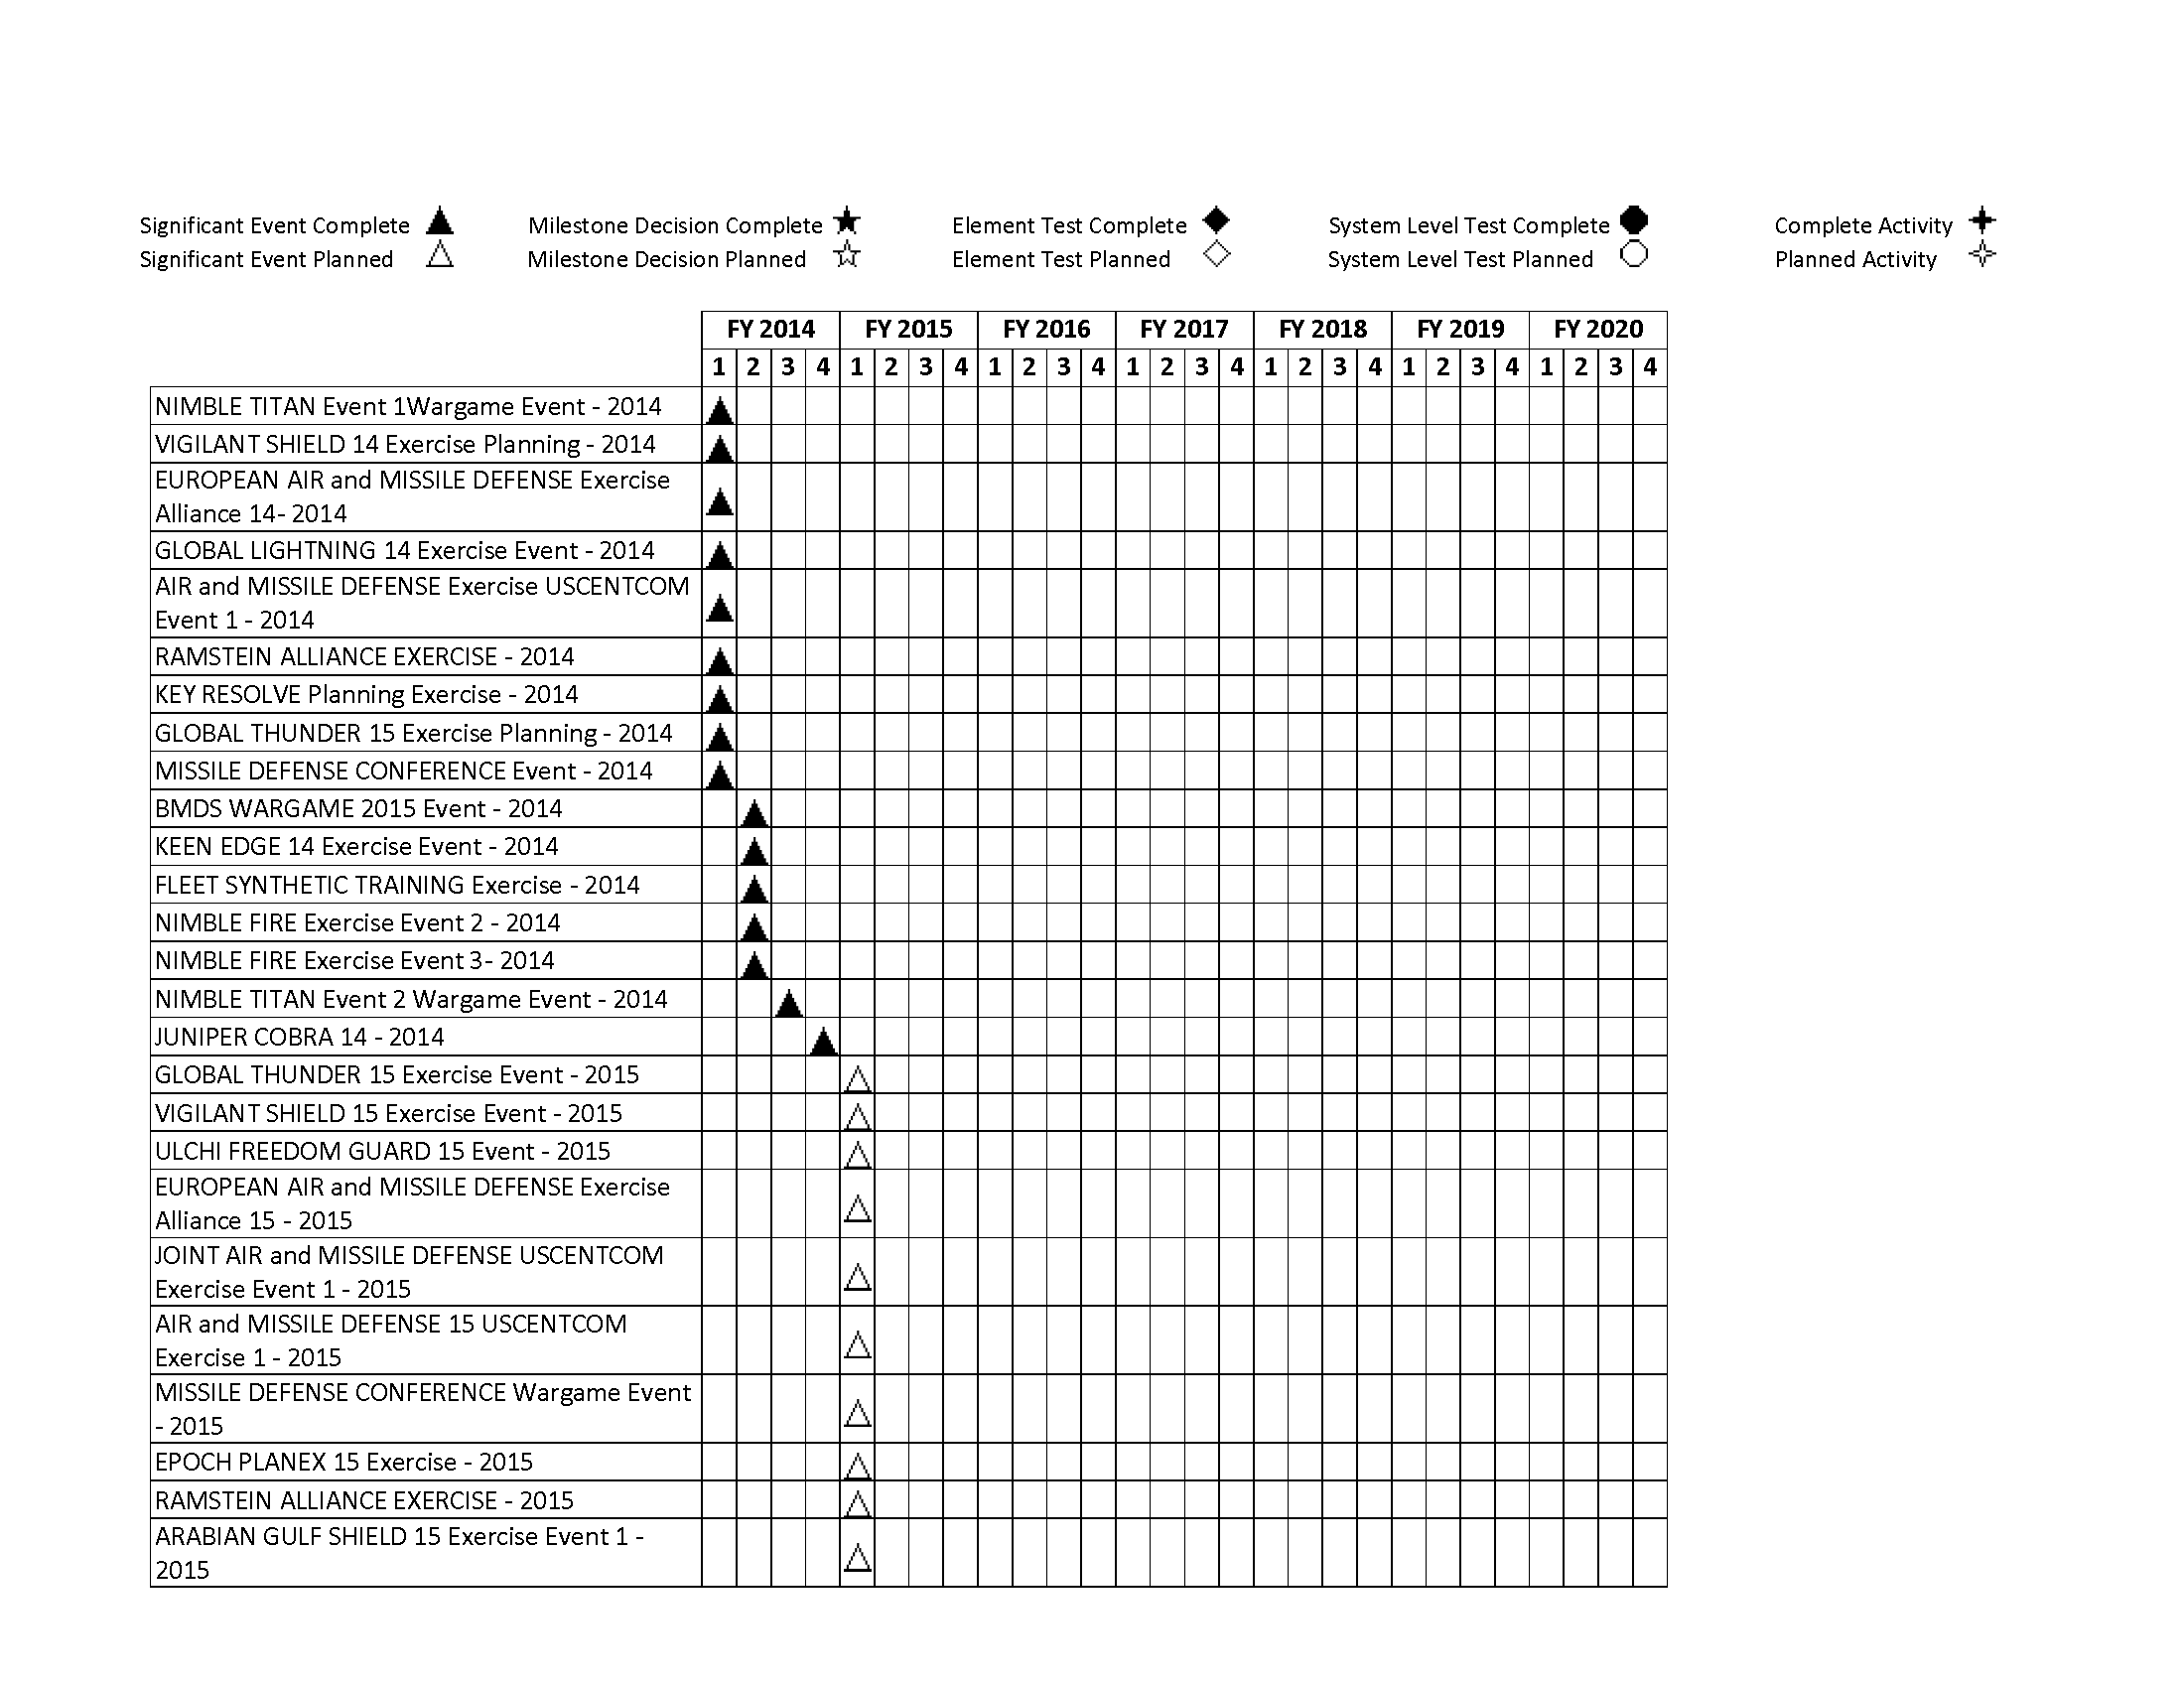 Significant Event Complete Milestone Decision Complete Element Test Complete System Level Test Complete Complete Activity
Significant Event Planned Milestone Decision Planned Element Test Planned System Level Test Planned Planned Activity
FY 2014 FY 2015 FY 2016 FY 2017 FY 2018 FY 2019 FY 2020
1 2 3 4 1 2 3 4 1 2 3 4 1 2 3 4 1 2 3 4 1 2 3 4 1 2 3 4
NIMBLE TITAN Event 1Wargame Event - 2014
VIGILANT SHIELD 14 Exercise Planning - 2014
EUROPEAN AIR and MISSILE DEFENSE Exercise
Alliance 14- 2014
GLOBAL LIGHTNING 14 Exercise Event - 2014
AIR and MISSILE DEFENSE Exercise USCENTCOM
Event 1 - 2014
RAMSTEIN ALLIANCE EXERCISE - 2014
KEY RESOLVE Planning Exercise - 2014
GLOBAL THUNDER 15 Exercise Planning - 2014
MISSILE DEFENSE CONFERENCE Event - 2014
BMDS WARGAME 2015 Event - 2014
KEEN EDGE 14 Exercise Event - 2014
FLEET SYNTHETIC TRAINING Exercise - 2014
NIMBLE FIRE Exercise Event 2 - 2014
NIMBLE FIRE Exercise Event 3- 2014
NIMBLE TITAN Event 2 Wargame Event - 2014
JUNIPER COBRA 14 - 2014
GLOBAL THUNDER 15 Exercise Event - 2015
VIGILANT SHIELD 15 Exercise Event - 2015
ULCHI FREEDOM GUARD 15 Event - 2015
EUROPEAN AIR and MISSILE DEFENSE Exercise
Alliance 15 - 2015
JOINT AIR and MISSILE DEFENSE USCENTCOM
Exercise Event 1 - 2015
AIR and MISSILE DEFENSE 15 USCENTCOM
Exercise 1 - 2015
MISSILE DEFENSE CONFERENCE Wargame Event
- 2015
EPOCH PLANEX 15 Exercise - 2015
RAMSTEIN ALLIANCE EXERCISE - 2015
ARABIAN GULF SHIELD 15 Exercise Event 1 -
2015